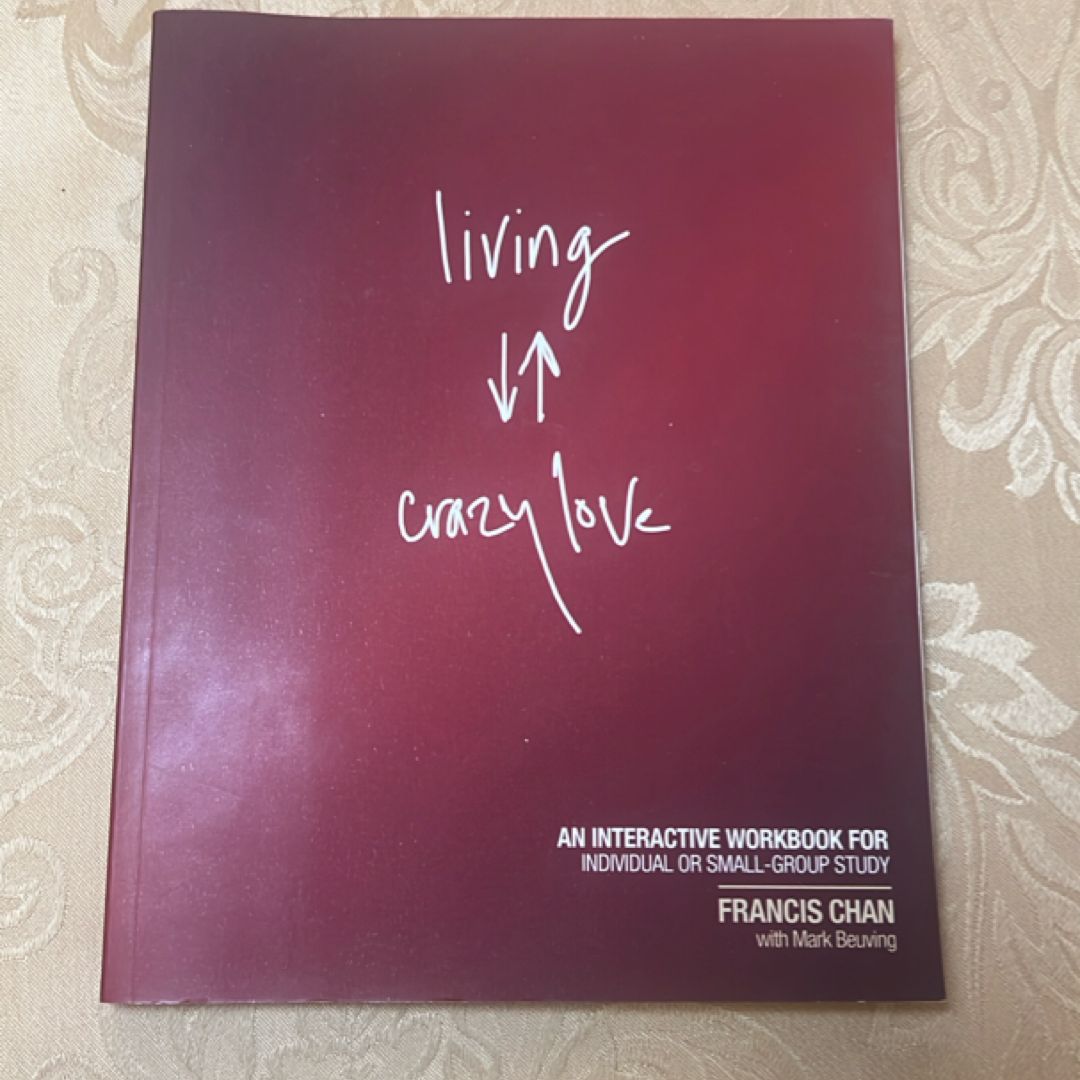 living
crazy love
AN INTERACTIVE WORKBOOK FOR
INDIVIDUAL OR SMALL-GROUP STUDY
FRANCIS CHAN
with Mark Beuving